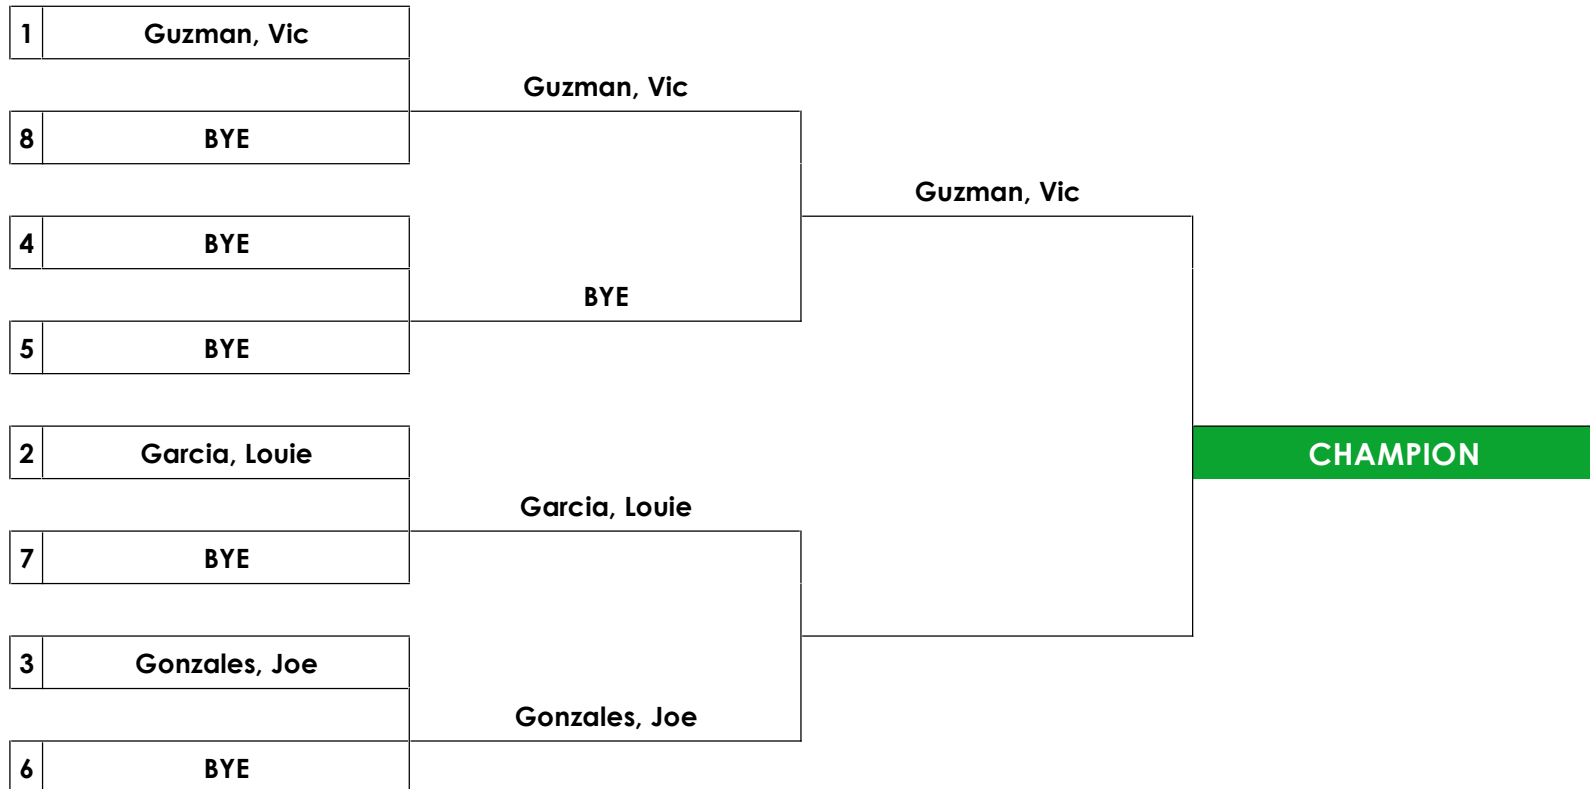 1 Guzman, Vic
Guzman, Vic
8 BYE
Guzman, Vic
4 BYE
BYE
5 BYE
2 Garcia, Louie
CHAMPION
Garcia, Louie
7 BYE
3 Gonzales, Joe
Gonzales, Joe
6 BYE